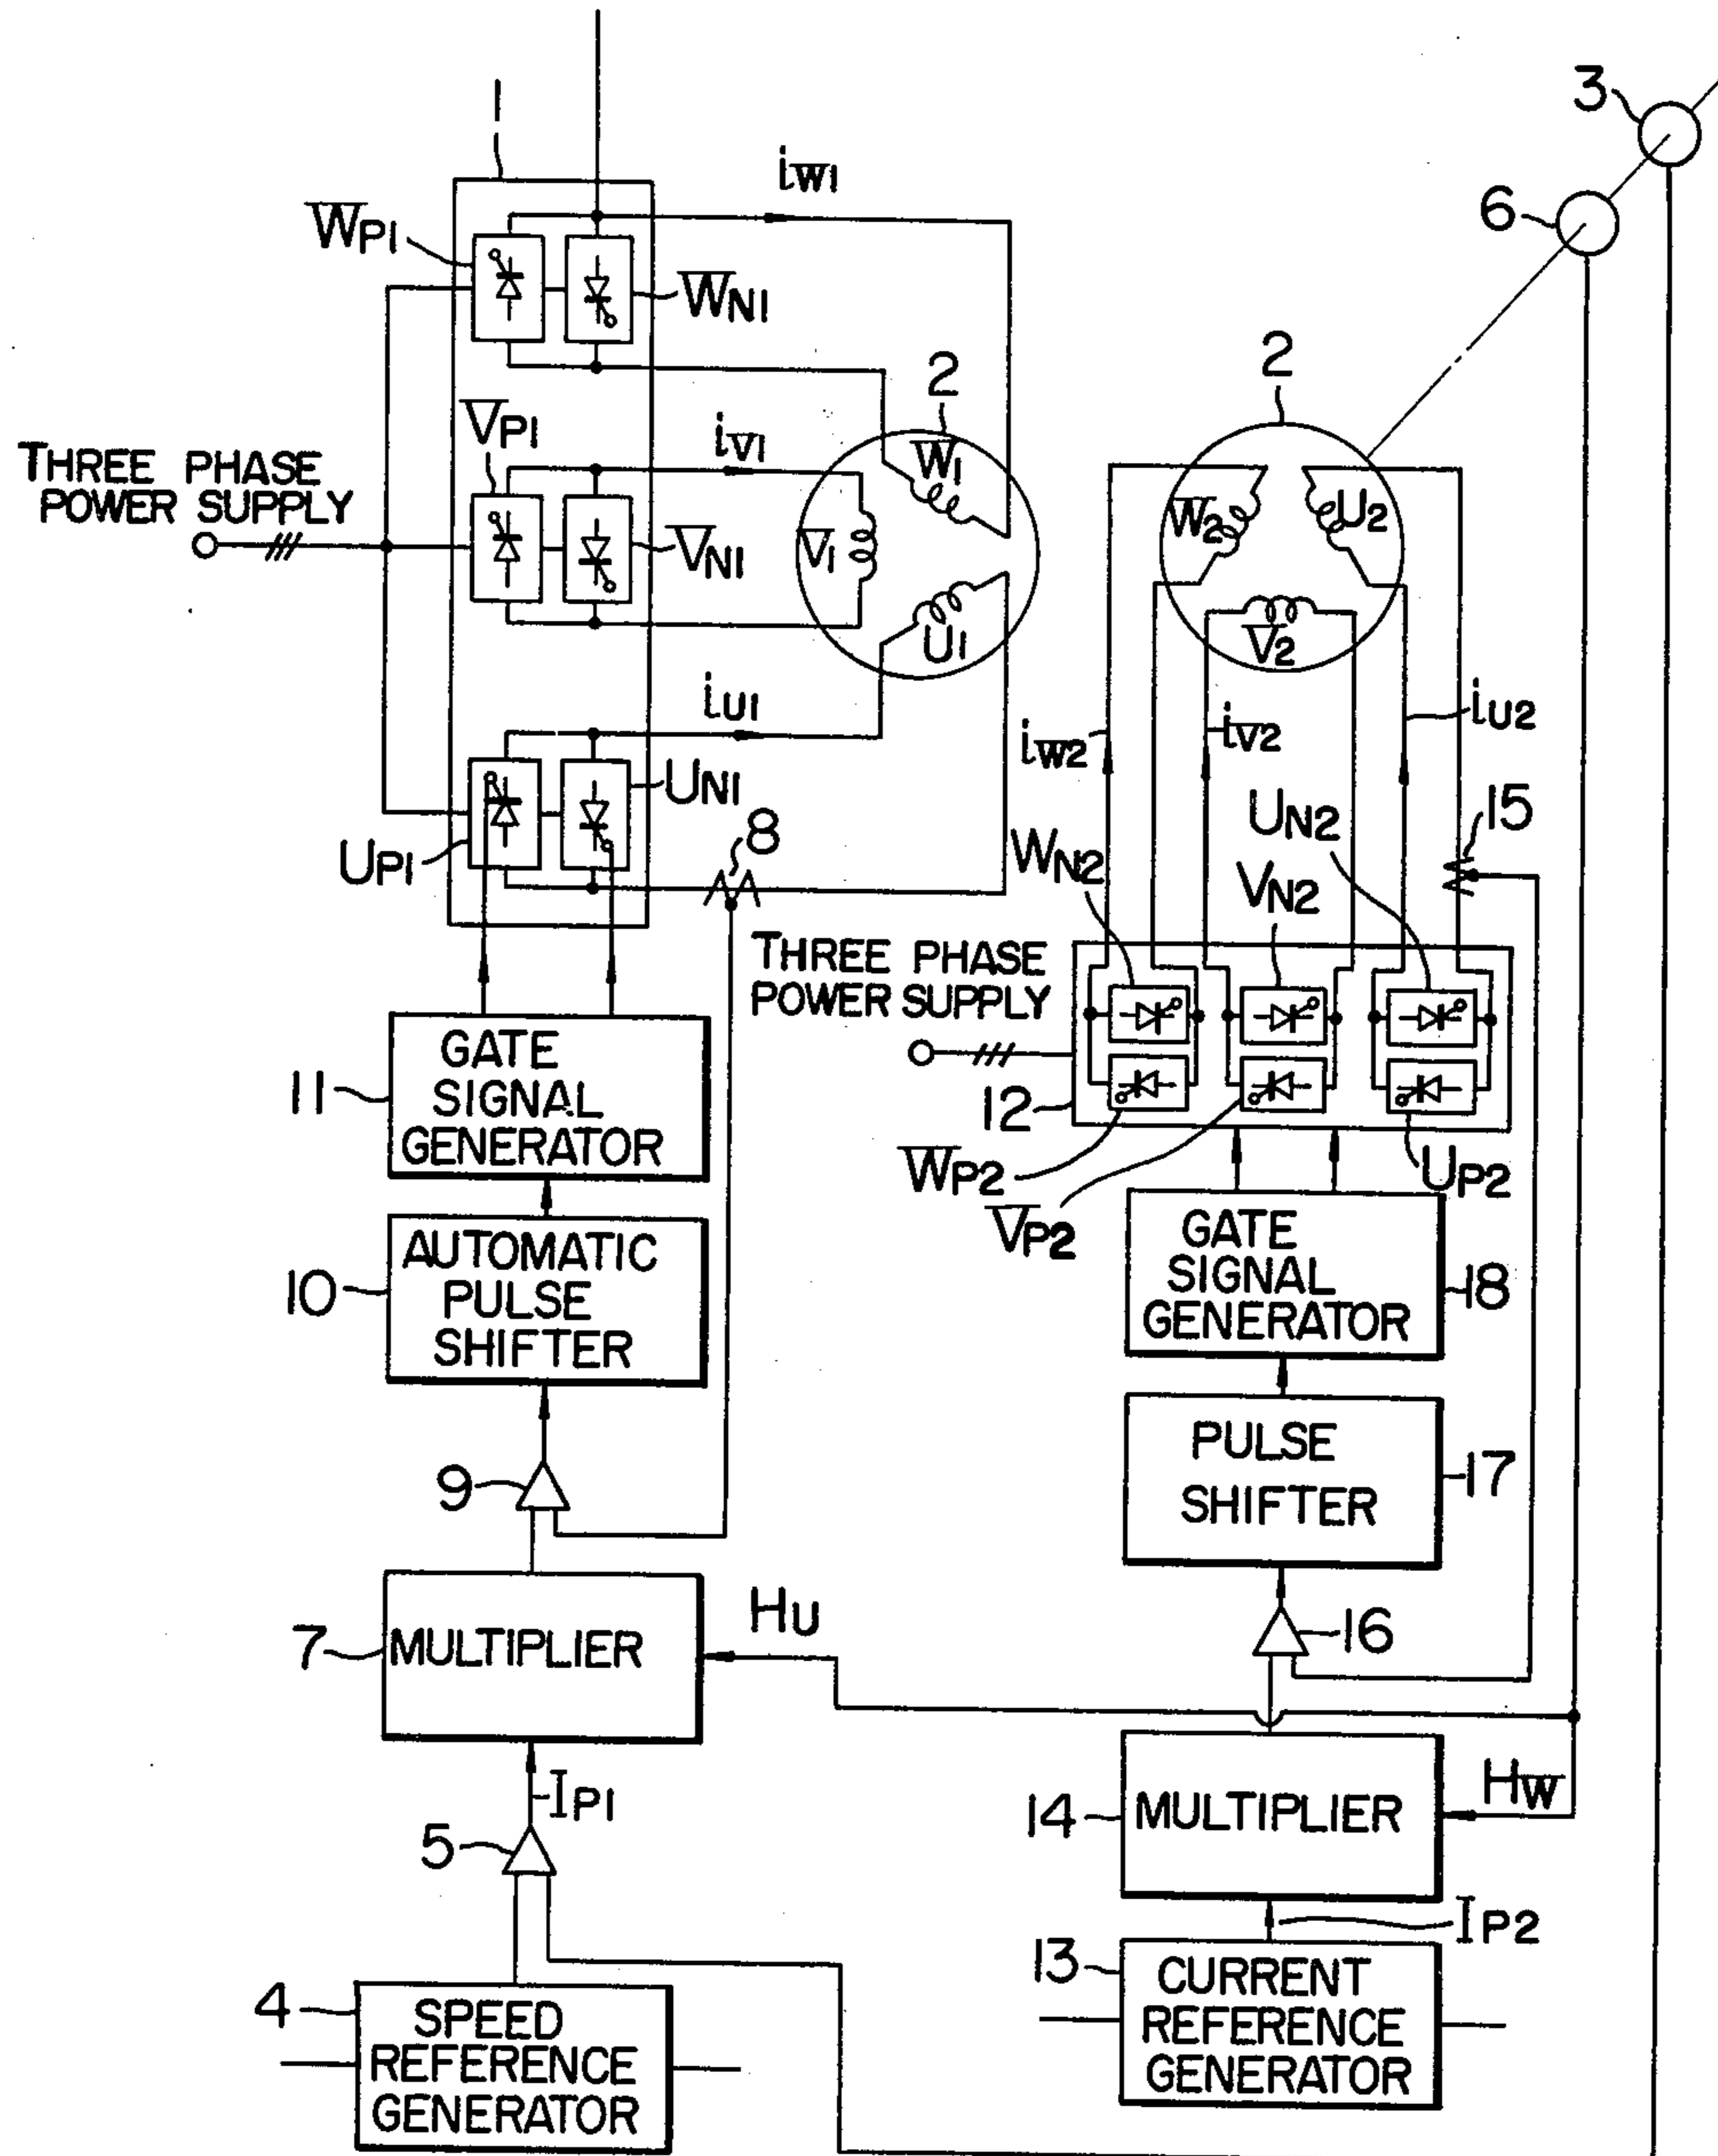 1
3
iW1
6
WP1
WN1
2
2
VP1
iV1
W1
THREE PHASE
POWER SUPPLY
W2
U2
V1
VN1
U1
V2
iU1
iU2
iW2
iV2
UN1
8
UN2
15
UP1
WN2
VN2
THREE PHASE
POWER SUPPLY
GATE
SIGNAL
GENERATOR
11
12
WP2
UP2
VP2
AUTOMATIC
PULSE
SHIFTER
10
GATE
SIGNAL
GENERATOR
18
PULSE
SHIFTER
17
9
HU
16
7
MULTIPLIER
HW
14
MULTIPLIER
IP1
5
IP2
13
CURRENT
REFERENCE
GENERATOR
4
SPEED
REFERENCE
GENERATOR